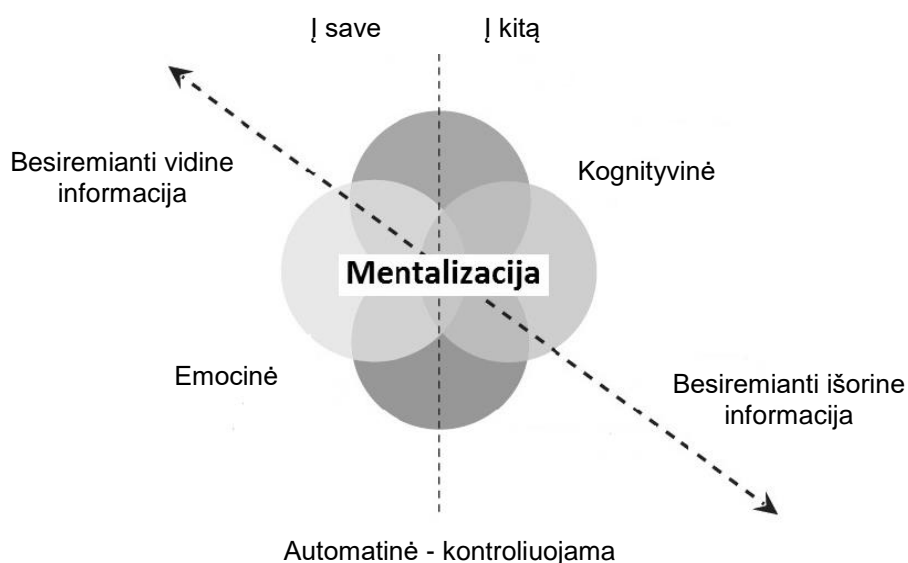 Į save
Į kitą
Besiremianti vidine
informacija
Kognityvinė
Mentalizacija
Emocinė
Besiremianti išorine
informacija
Automatinė - kontroliuojama